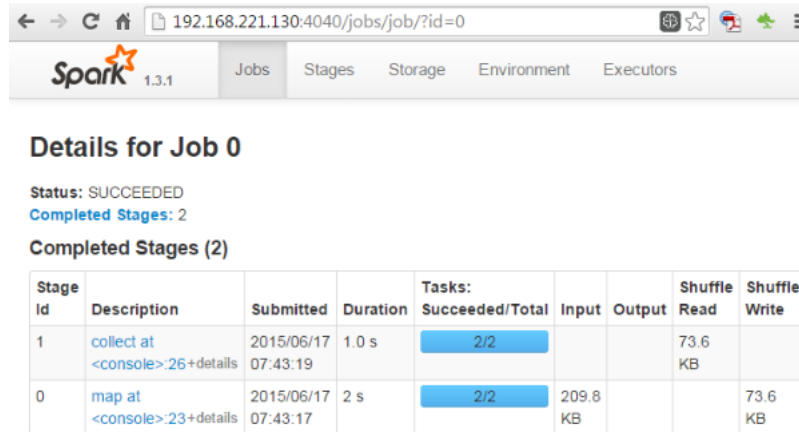 192.168.221.130:4040/jobs/job/?id=0
Spark 1.3.1 Jobs Stages Storage Environment Executors
Details for Job 0
Status: SUCCEEDED
Completed Stages: 2
Completed Stages (2)
Stage Id Description Submitted Duration Tasks: Succeeded/Total Input Output Shuffle Read Shuffle Write
1 collect at <console>:26 +details 2015/06/17 07:43:19 1.0 s 2/2 73.6 KB
0 map at <console>:23 +details 2015/06/17 07:43:17 2 s 2/2 209.8 KB 73.6 KB